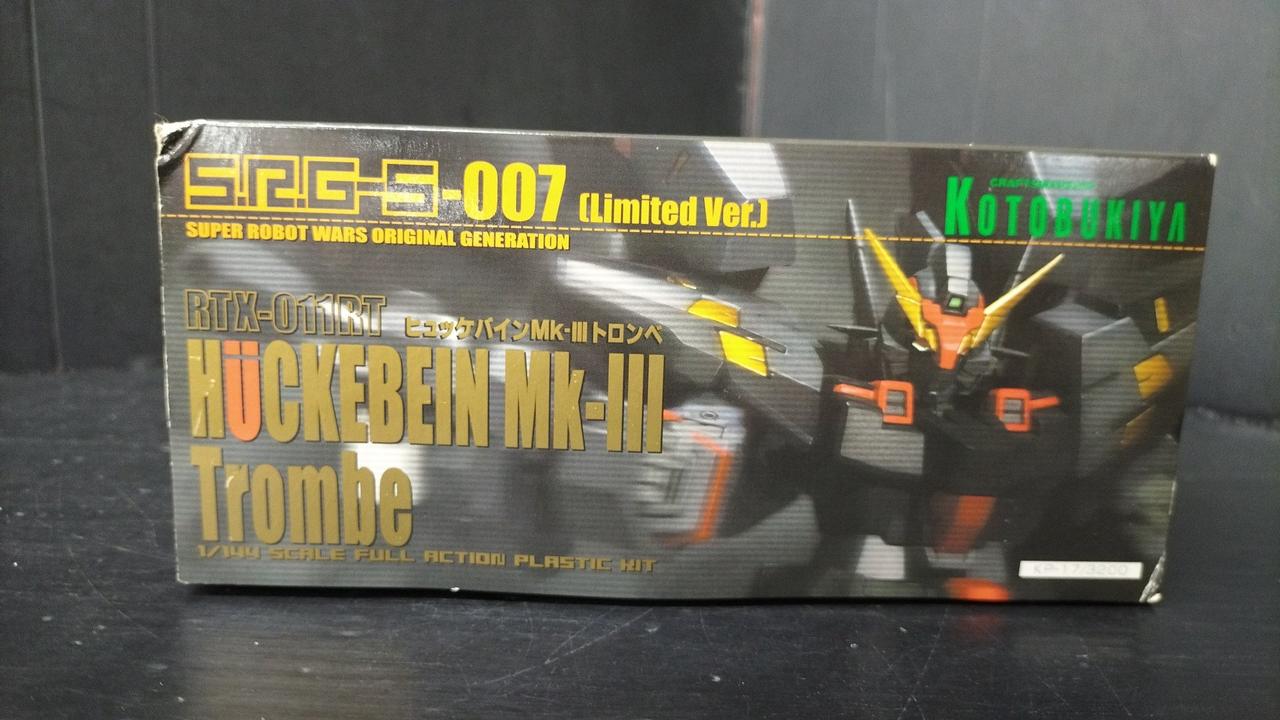 S.R.G-S-007 (Limited Ver.)
SUPER ROBOT WARS ORIGINAL GENERATION
CRAFTSMANSHIP
KOTOBUKIYA
RTX-011RT ヒュッケバインMk-IIIトロンベ
HÜCKEBEIN Mk-III
Trombe
1/144 SCALE FULL ACTION PLASTIC KIT
KP-17/3200